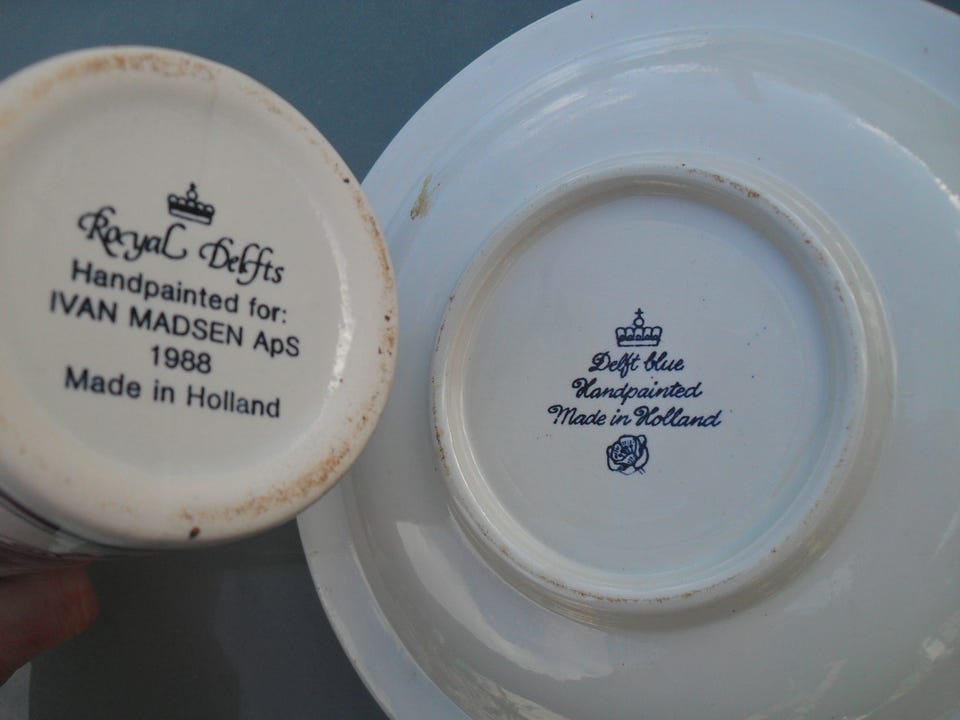 Royal Delfts
Handpainted for:
IVAN MADSEN ApS
1988
Made in Holland
Delft blue
Handpainted
Made in Holland